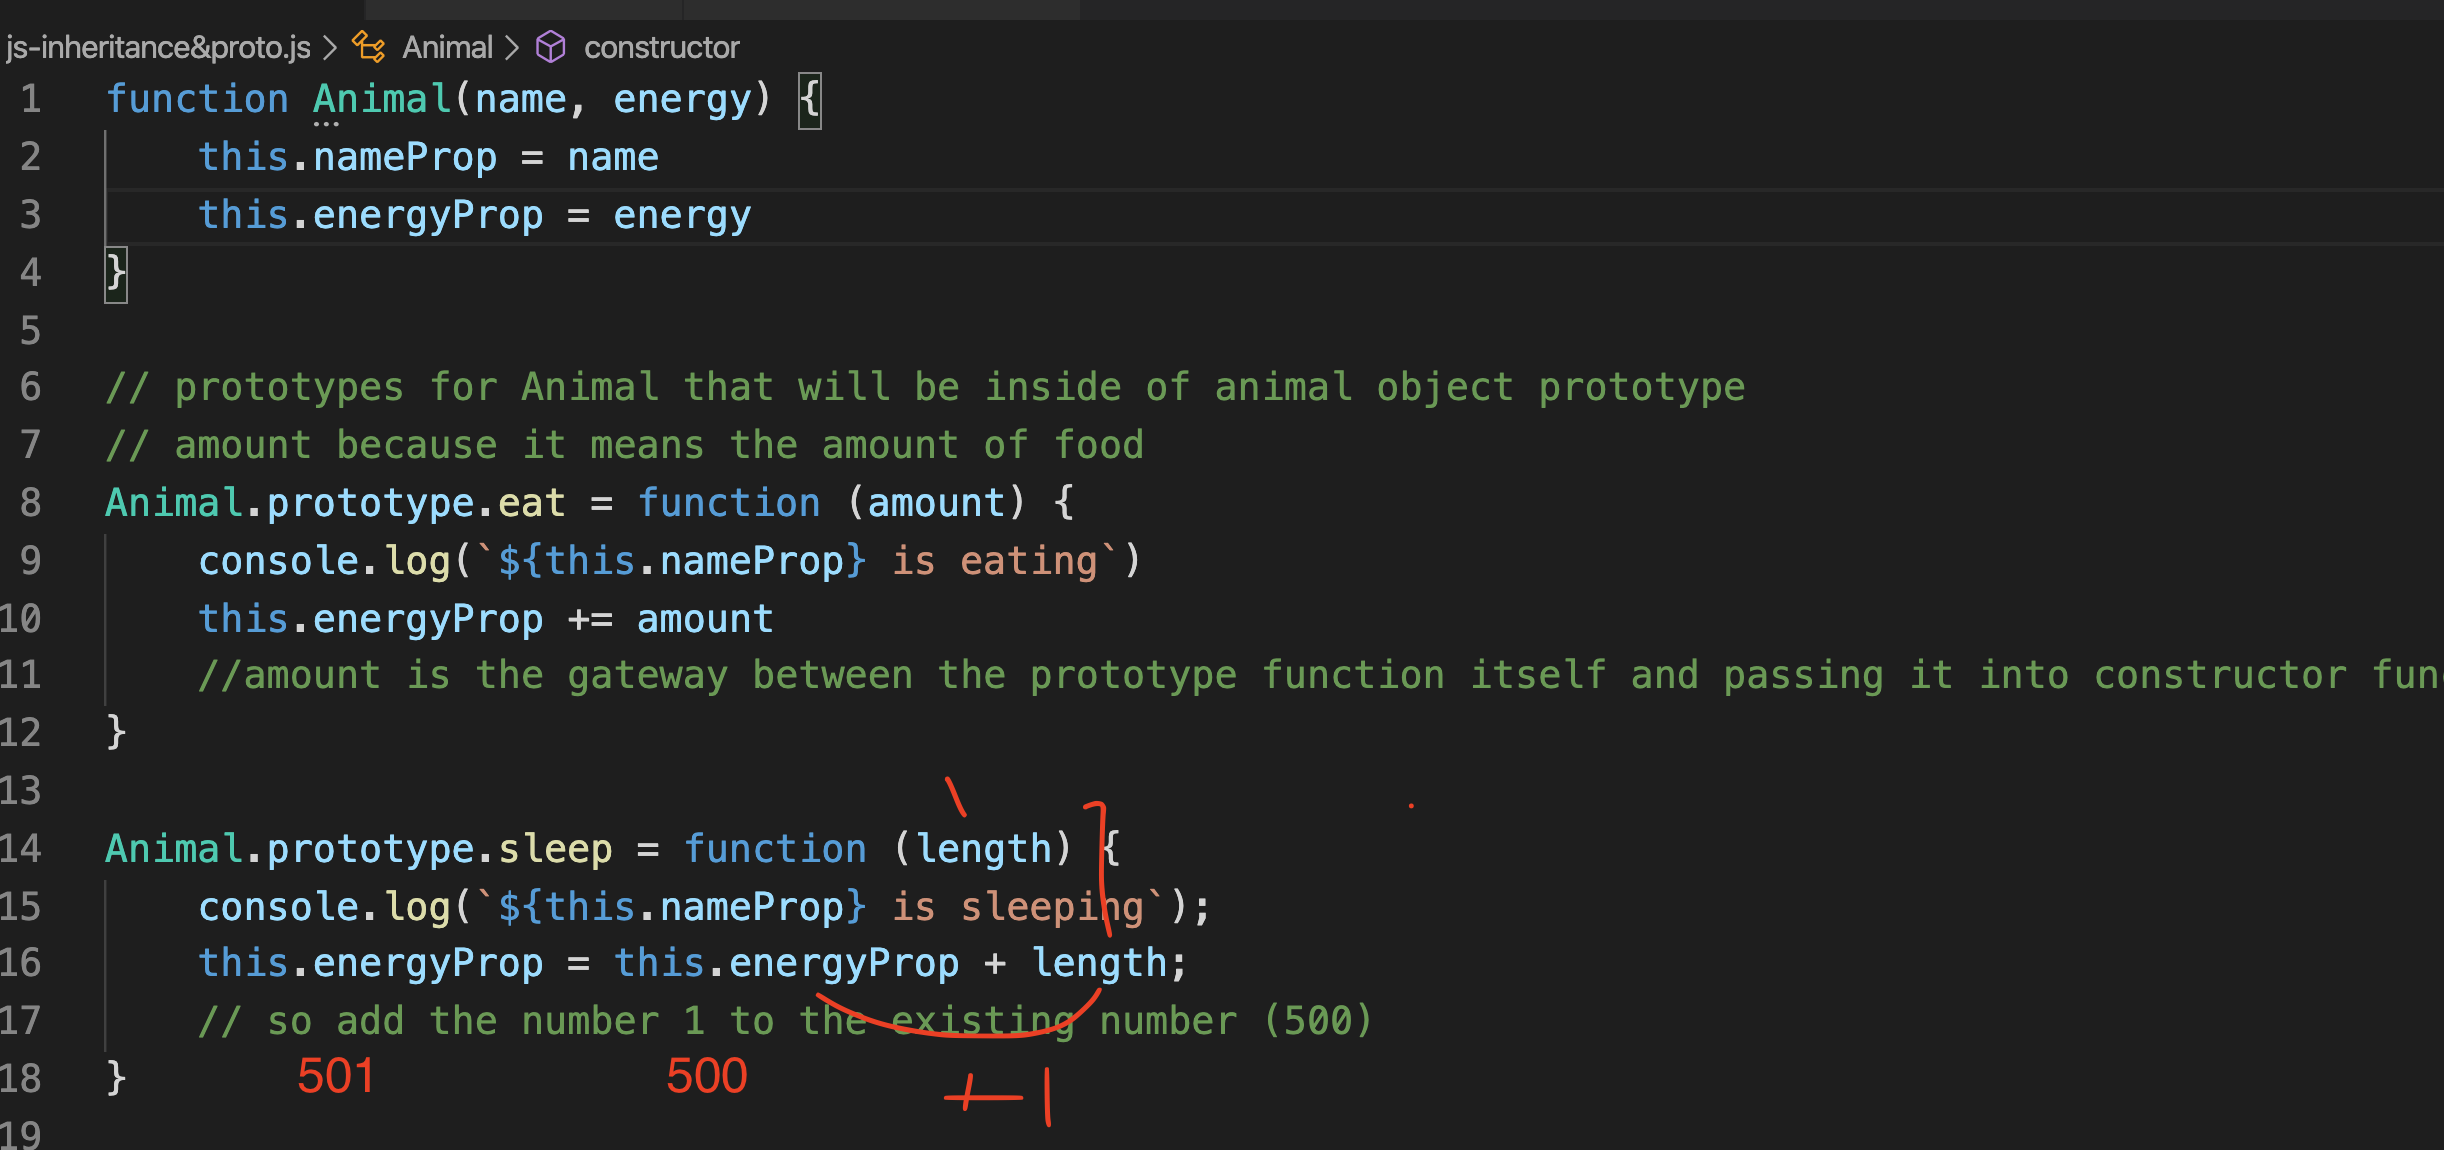 js-inheritance&proto.js > Animal > constructor
1 function Animal(name, energy) {
2 this.nameProp = name
3 this.energyProp = energy
4 }
5
6 // prototypes for Animal that will be inside of animal object prototype
7 // amount because it means the amount of food
8 Animal.prototype.eat = function (amount) {
9 console.log(`${this.nameProp} is eating`)
10 this.energyProp += amount
11 //amount is the gateway between the prototype function itself and passing it into constructor fun
12 }
13
14 Animal.prototype.sleep = function (length) {
15 console.log(`${this.nameProp} is sleeping`);
16 this.energyProp = this.energyProp + length;
17 // so add the number 1 to the existing number (500)
18 } 501 500 + 1
19